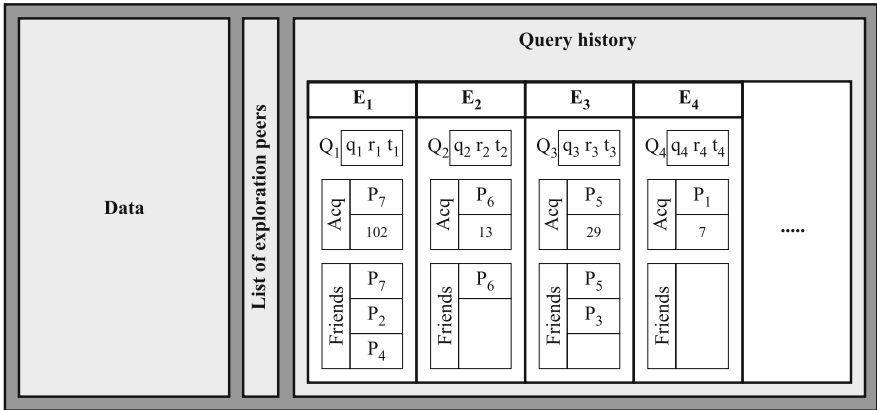 Data
List of exploration peers
Query history
E₁ E₂ E₃ E₄
Q₁ q₁ r₁ t₁ Q₂ q₂ r₂ t₂ Q₃ q₃ r₃ t₃ Q₄ q₄ r₄ t₄
Acq P₇ Acq P₆ Acq P₅ Acq P₁
102 13 29 7
.....
Friends P₇ Friends P₆ Friends P₅ Friends
P₂ P₃
P₄